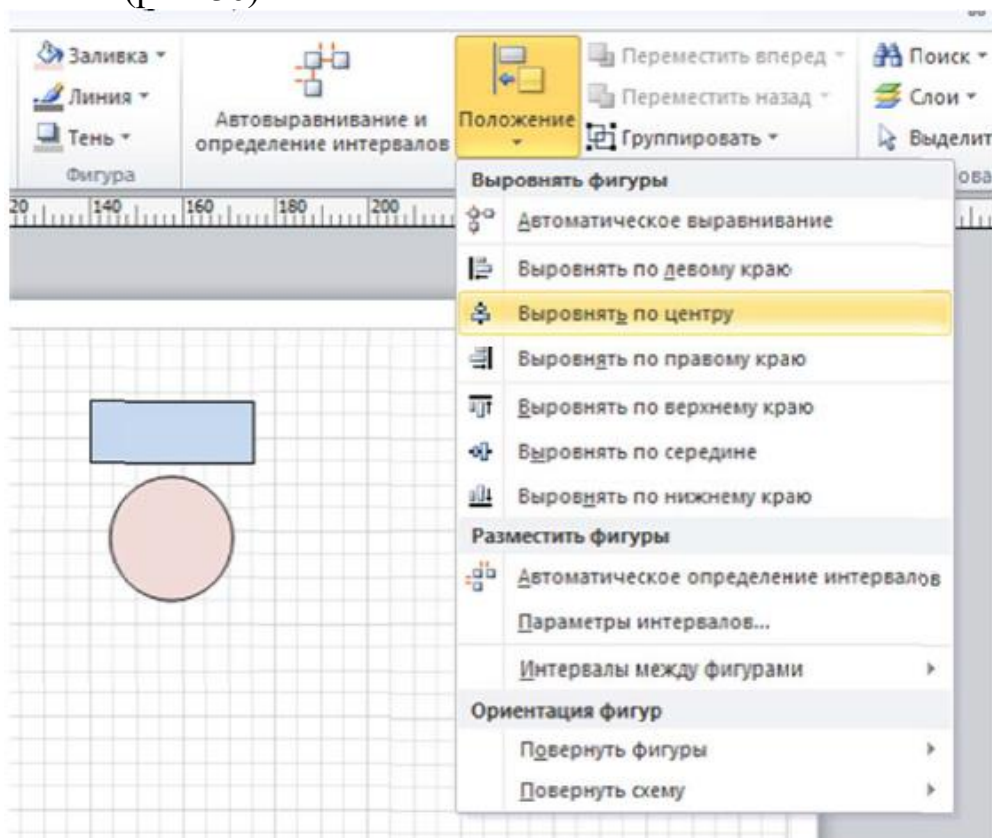 Заливка
Линия
Тень
Фигура
Автовыравнивание и
определение интервалов
Положение
Переместить вперед
Переместить назад
Группировать
Поиск
Слои
120 140 160 180 200
Выровнять фигуры
Автоматическое выравнивание
Выровнять по левому краю
Выровнять по центру
Выровнять по правому краю
Выровнять по верхнему краю
Выровнять по середине
Выровнять по нижнему краю
Разместить фигуры
Автоматическое определение интервалов
Параметры интервалов...
Интервалы между фигурами
Ориентация фигур
Повернуть фигуры
Повернуть схему